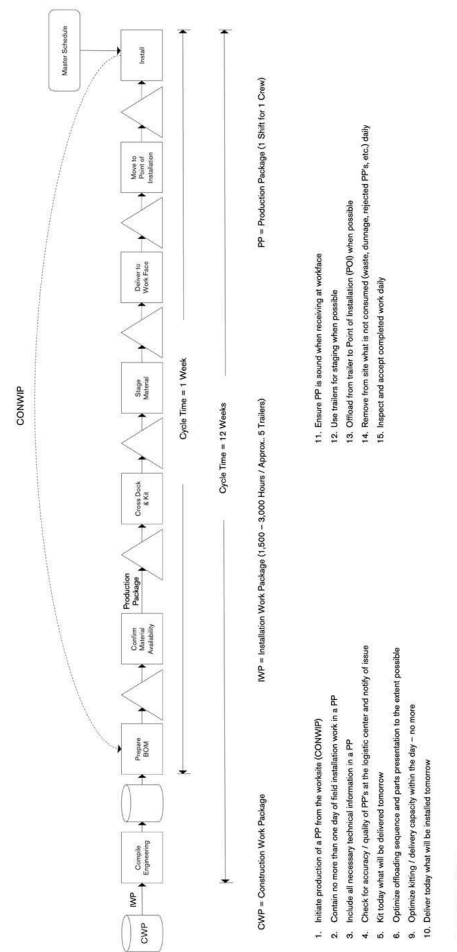 CONWIP
Master Schedule
CWP
IWP
Compile
Engineering
Prepare
BOM
Confirm
Material
Availability
Production
Package
Cross Dock
& Kit
Stage
Material
Deliver to
Work Face
Move to
Point of
Installation
Install
Cycle Time = 1 Week
Cycle Time = 12 Weeks
CWP = Construction Work Package
IWP = Installation Work Package (1,500 – 3,000 Hours / Approx.. 5 Trailers)
PP = Production Package (1 Shift for 1 Crew)
1. Initiate production of a PP from the worksite (CONWIP)
2. Contain no more than one day of field installation work in a PP
3. Include all necessary technical information in a PP
4. Check for accuracy / quality of PP's at the logistic center and notify of issue
5. Kit today what will be delivered tomorrow
6. Optimize offloading sequence and parts presentation to the extent possible
9. Optimize kitting / delivery capacity within the day – no more
10. Deliver today what will be installed tomorrow
11. Ensure PP is sound when receiving at workface
12. Use trailers for staging when possible
13. Offload from trailer to Point of Installation (POI) when possible
14. Remove from site what is not consumed (waste, dunnage, rejected PP's, etc.) daily
15. Inspect and accept completed work daily